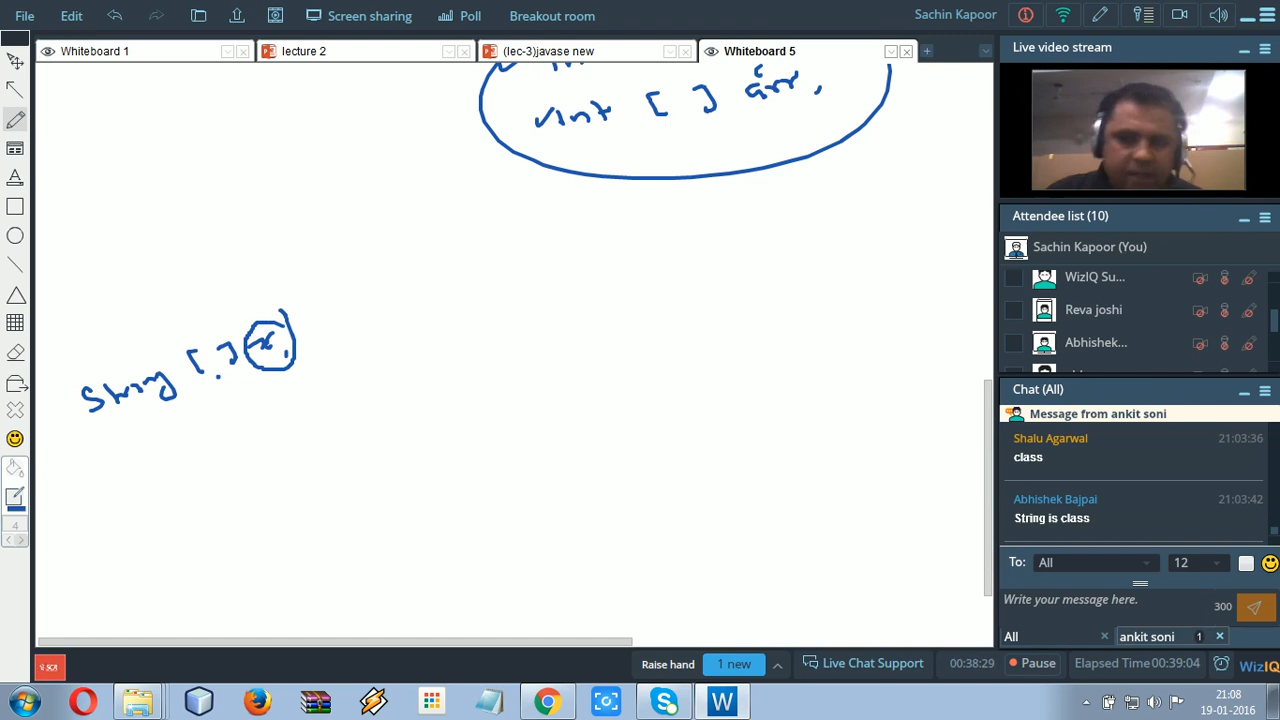 File Edit Screen sharing Poll Breakout room Sachin Kapoor
Whiteboard 1 lecture 2 (lec-3)javase new Whiteboard 5
Live video stream
int [ ] arr,
String [ ] x,
Attendee list (10)
Sachin Kapoor (You)
WizIQ Su...
Reva joshi
Abhishek...
Chat (All)
Message from ankit soni
Shalu Agarwal 21:03:36
class
Abhishek Bajpai 21:03:42
String is class
To: All 12
Write your message here. 300
All ankit soni 1
4
Raise hand 1 new Live Chat Support 00:38:29 Pause Elapsed Time 00:39:04 WizIQ
21:08
19-01-2016